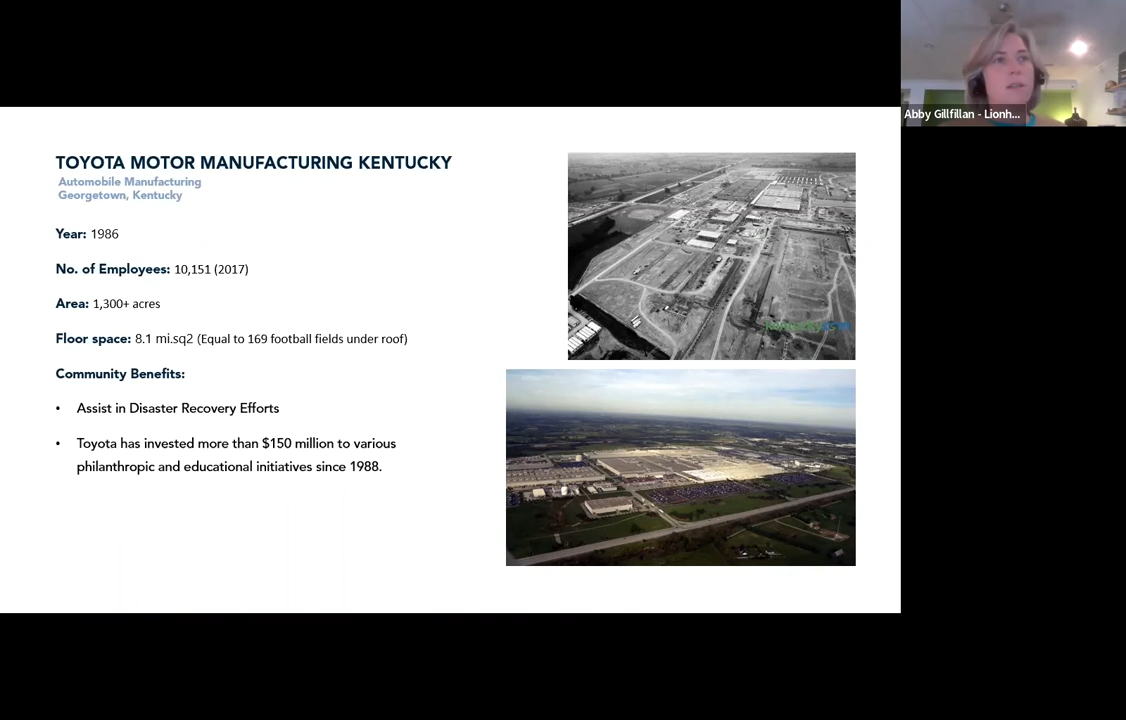 Abby Gillfillan - Lionh...
TOYOTA MOTOR MANUFACTURING KENTUCKY
Automobile Manufacturing
Georgetown, Kentucky
Year: 1986
No. of Employees: 10,151 (2017)
Area: 1,300+ acres
Floor space: 8.1 mi.sq2 (Equal to 169 football fields under roof)
Community Benefits:
• Assist in Disaster Recovery Efforts
• Toyota has invested more than $150 million to various
philanthropic and educational initiatives since 1988.